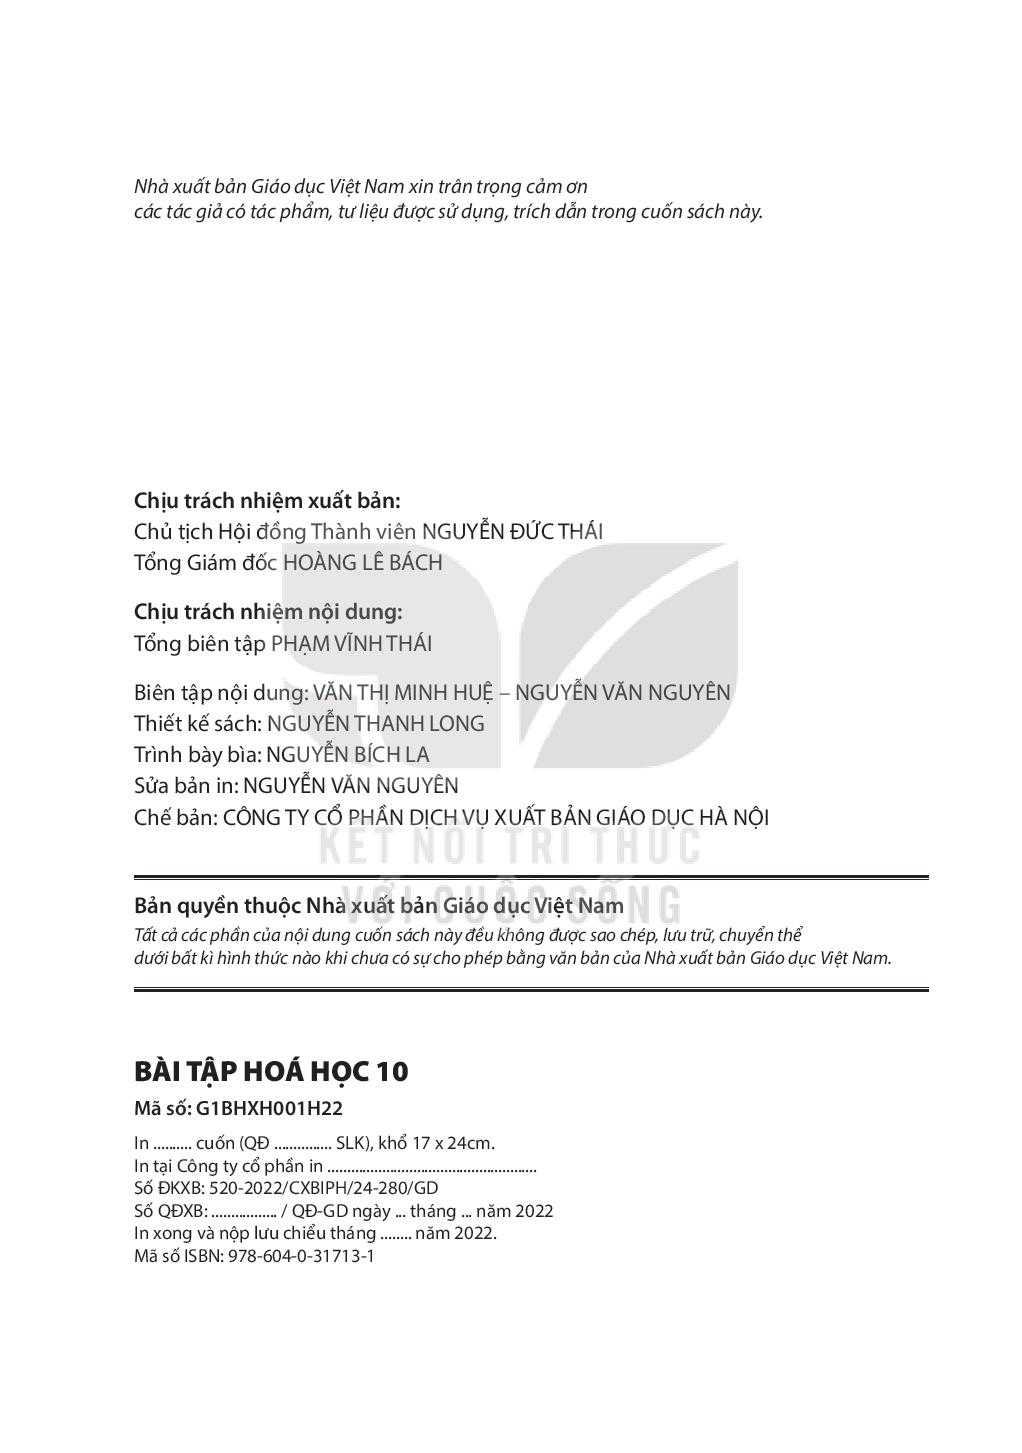 Nhà xuất bản Giáo dục Việt Nam xin trân trọng cảm ơn
các tác giả có tác phẩm, tư liệu được sử dụng, trích dẫn trong cuốn sách này.
Chịu trách nhiệm xuất bản:
Chủ tịch Hội đồng Thành viên NGUYỄN ĐỨC THÁI
Tổng Giám đốc HOÀNG LÊ BÁCH
Chịu trách nhiệm nội dung:
Tổng biên tập PHẠM VĨNH THÁI
Biên tập nội dung: VĂN THỊ MINH HUỆ – NGUYỄN VĂN NGUYÊN
Thiết kế sách: NGUYỄN THANH LONG
Trình bày bìa: NGUYỄN BÍCH LA
Sửa bản in: NGUYỄN VĂN NGUYÊN
Chế bản: CÔNG TY CỔ PHẦN DỊCH VỤ XUẤT BẢN GIÁO DỤC HÀ NỘI
KẾT NỐI TRI THỨC
VỚI CUỘC SỐNG
Bản quyền thuộc Nhà xuất bản Giáo dục Việt Nam
Tất cả các phần của nội dung cuốn sách này đều không được sao chép, lưu trữ, chuyển thể
dưới bất kì hình thức nào khi chưa có sự cho phép bằng văn bản của Nhà xuất bản Giáo dục Việt Nam.
BÀI TẬP HOÁ HỌC 10
Mã số: G1BHXH001H22
In .......... cuốn (QĐ ............... SLK), khổ 17 x 24cm.
In tại Công ty cổ phần in ......................................................
Số ĐKXB: 520-2022/CXBIPH/24-280/GD
Số QĐXB: ................. / QĐ-GD ngày ... tháng ... năm 2022
In xong và nộp lưu chiểu tháng ........ năm 2022.
Mã số ISBN: 978-604-0-31713-1